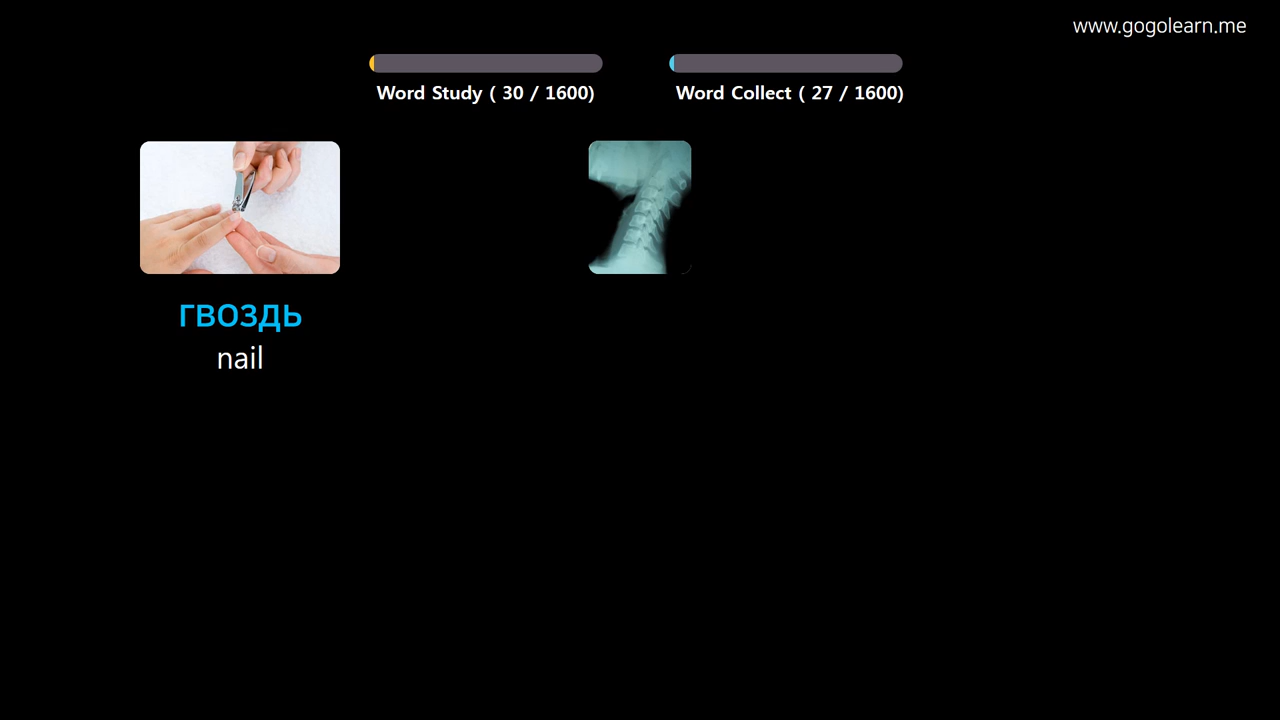 www.gogolearn.me
Word Study ( 30 / 1600)
Word Collect ( 27 / 1600)
гвоздь
nail